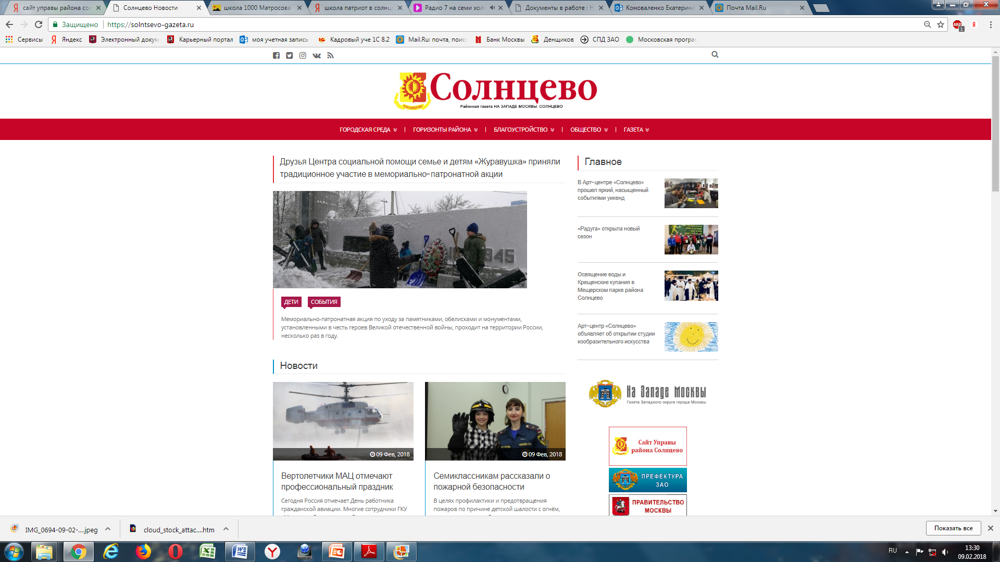 сайт управы района сол
Солнцево Новости
школа 1000 Матросова
школа патриот в солнце
Радио 7 на семи холм
Документы в работе : Н
Коноваленко Екатерина
Почта Mail.Ru
Защищено
https://solntsevo-gazeta.ru
ABP
1
Сервисы
Яндекс
Электронный докум
Карьерный портал
моя учетная запись
Кадровый уче 1С 8.2
Mail.Ru: почта, поиск
Банк Москвы
Денщиков
СПД ЗАО
Московская програ
Солнцево
солнцево
Районная газета НА ЗАПАДЕ МОСКВЫ. СОЛНЦЕВО
ГОРОДСКАЯ СРЕДА
ГОРИЗОНТЫ РАЙОНА
БЛАГОУСТРОЙСТВО
ОБЩЕСТВО
ГАЗЕТА
Друзья Центра социальной помощи семье и детям «Журавушка» приняли
традиционное участие в мемориально-патронатной акции
945
ДЕТИ
СОБЫТИЯ
Мемориально-патронатная акция по уходу за памятниками, обелисками и монументами,
установленными в честь героев Великой отечественной войны, проходит на территории России,
несколько раз в году.
Новости
09 Фев, 2018
Вертолетчики МАЦ отмечают
профессиональный праздник
Сегодня Россия отмечает День работника
гражданской авиации. Многие сотрудники ГКУ
09 Фев, 2018
Семиклассникам рассказали о
пожарной безопасности
В целях профилактики и предотвращения
пожаров по причине детской шалости с огнём,
Главное
В Арт-центре «Солнцево»
прошел яркий, насыщенный
событиями уикенд
«Радуга» открыла новый
сезон
Освящение воды и
Крещенские купания в
Мещерском парке района
Солнцево
Арт-центр «Солнцево»
объявляет об открытии студии
изобразительного искусства
На Западе Москвы
Газета Западного округа города Москвы
Сайт Управы
района Солнцево
ПРЕФЕКТУРА
ЗАО
ПРАВИТЕЛЬСТВО
МОСКВЫ
IMG_0694-09-02-....jpeg
cloud_stock_attac....htm
Показать все
RU
13:30
09.02.2018